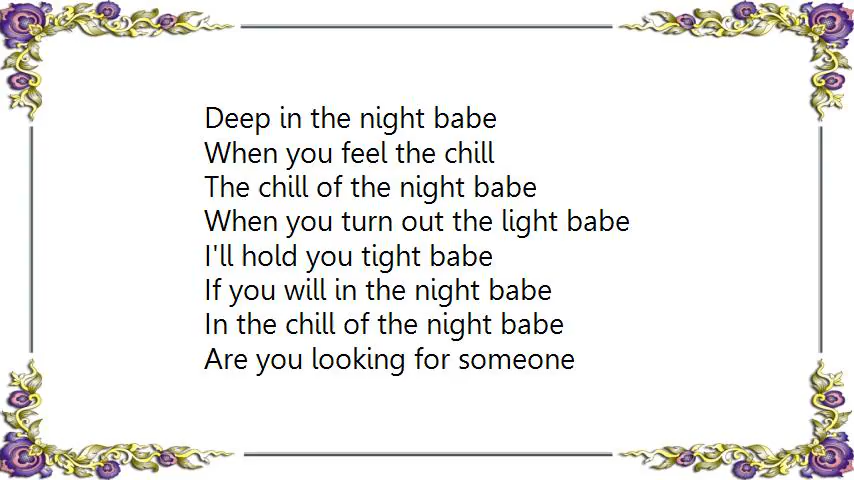 Deep in the night babe
When you feel the chill
The chill of the night babe
When you turn out the light babe
I'll hold you tight babe
If you will in the night babe
In the chill of the night babe
Are you looking for someone